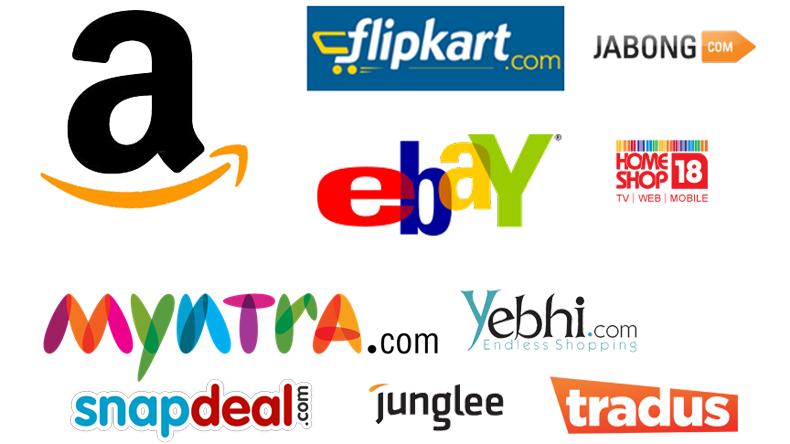 a
flipkart.com
JABONG COM
ebaY®
HOME
SHOP 18
TV | WEB | MOBILE
myntra.com
Yebhi.com
Endless Shopping
snapdeal.com
junglee
tradus